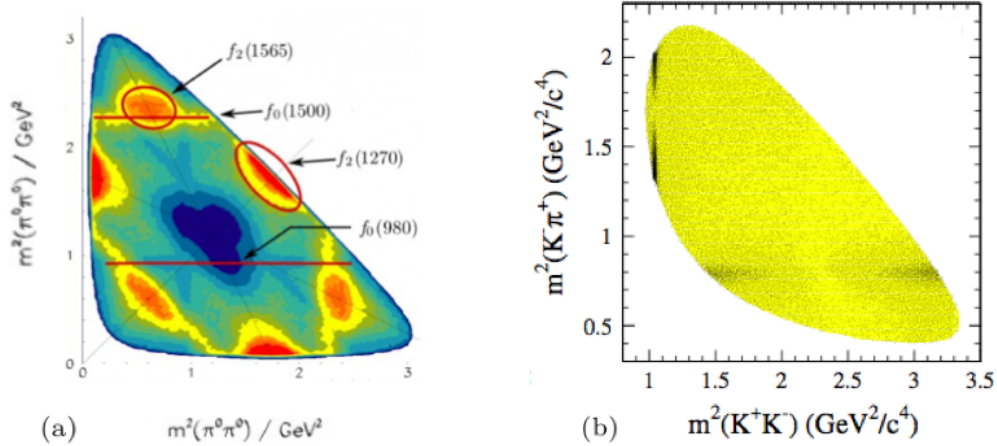 3
2
1
0
0
1
2
3
m²(π⁰π⁰) / GeV²
m²(π⁰π⁰) / GeV²
f₂(1565)
f₀(1500)
f₂(1270)
f₀(980)
(a)
2
1.5
1
0.5
1
1.5
2
2.5
3
3.5
m²(K⁻π⁺) (GeV²/c⁴)
m²(K⁺K⁻) (GeV²/c⁴)
(b)